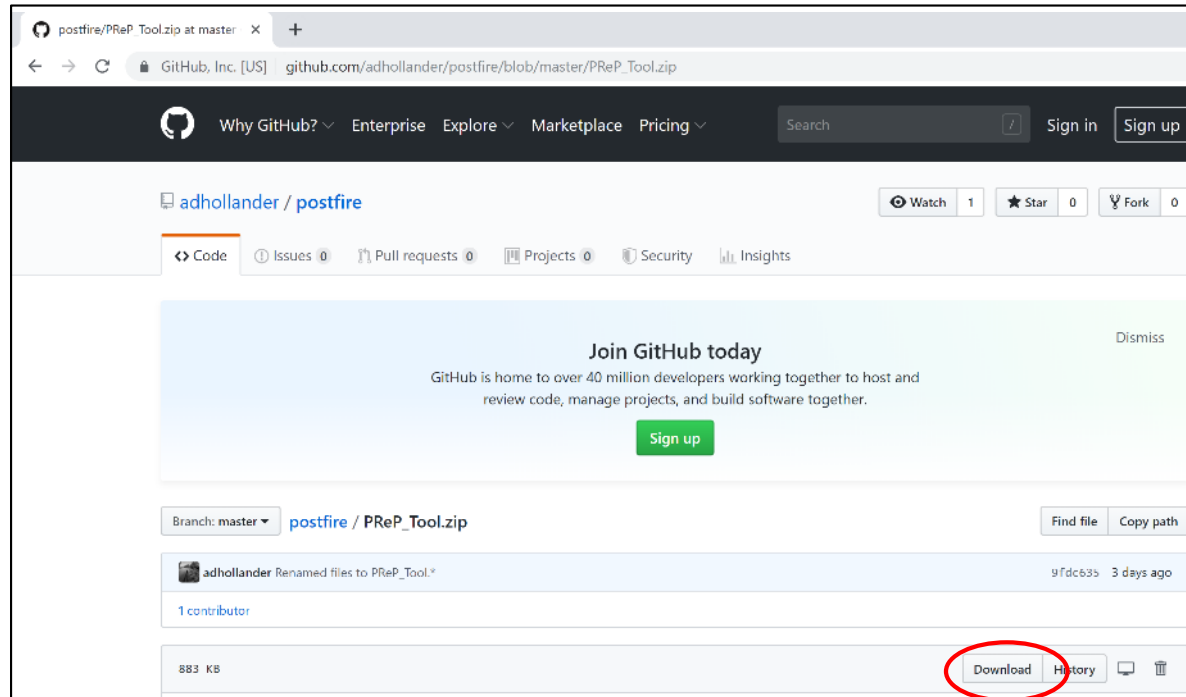 postfire/PReP_Tool.zip at master
GitHub, Inc. [US] github.com/adhollander/postfire/blob/master/PReP_Tool.zip
Why GitHub? Enterprise Explore Marketplace Pricing Search / Sign in Sign up
adhollander / postfire Watch 1 Star 0 Fork 0
Code Issues 0 Pull requests 0 Projects 0 Security Insights
Dismiss
Join GitHub today
GitHub is home to over 40 million developers working together to host and
review code, manage projects, and build software together.
Sign up
Branch: master postfire / PReP_Tool.zip Find file Copy path
adhollander Renamed files to PReP_Tool.* 9fdc635 3 days ago
1 contributor
883 KB Download History